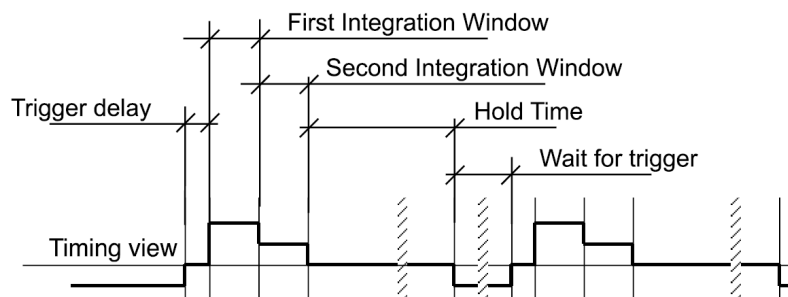 First Integration Window
Second Integration Window
Trigger delay
Hold Time
Wait for trigger
Timing view